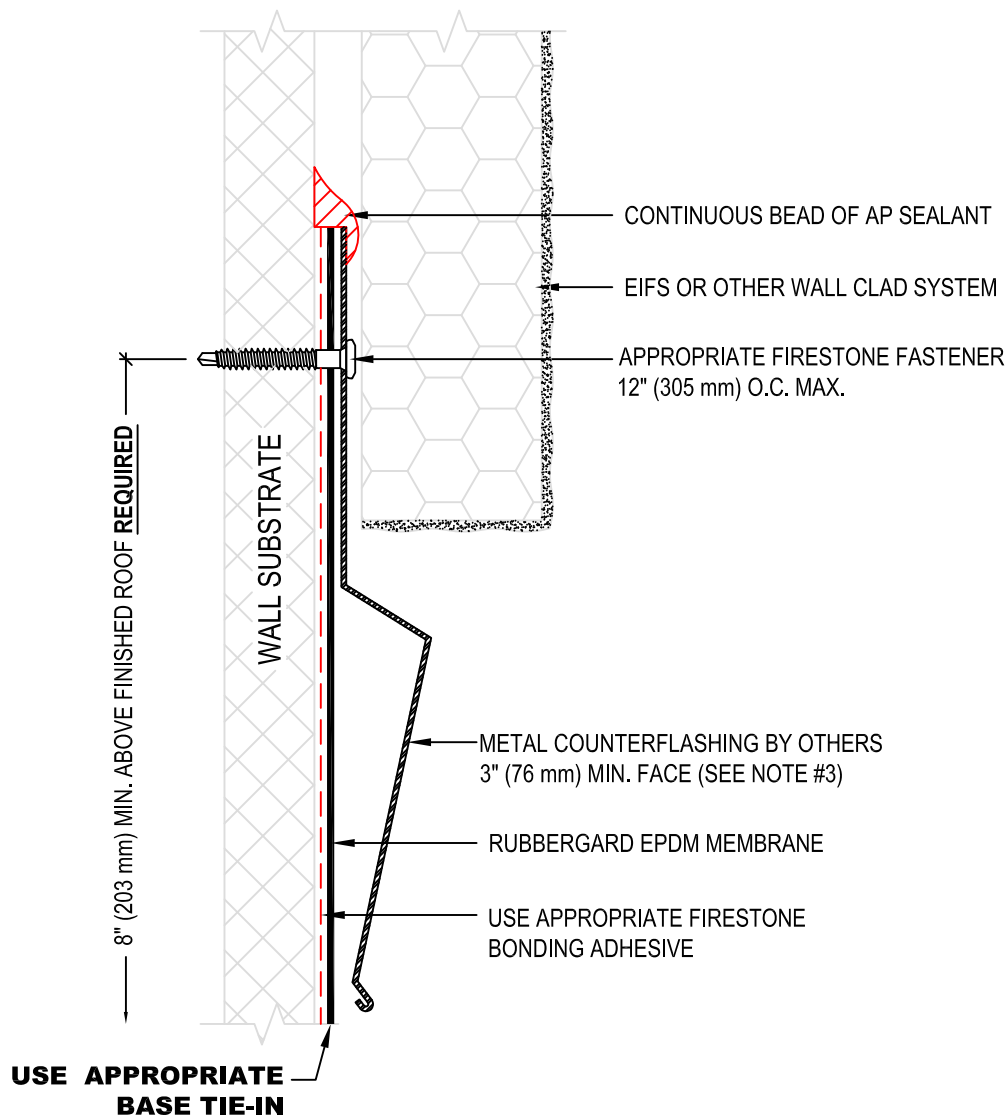 CONTINUOUS BEAD OF AP SEALANT
EIFS OR OTHER WALL CLAD SYSTEM
APPROPRIATE FIRESTONE FASTENER
12" (305 mm) O.C. MAX.
8" (203 mm) MIN. ABOVE FINISHED ROOF REQUIRED
WALL SUBSTRATE
METAL COUNTERFLASHING BY OTHERS
3" (76 mm) MIN. FACE (SEE NOTE #3)
RUBBERGARD EPDM MEMBRANE
USE APPROPRIATE FIRESTONE
BONDING ADHESIVE
USE APPROPRIATE
BASE TIE-IN